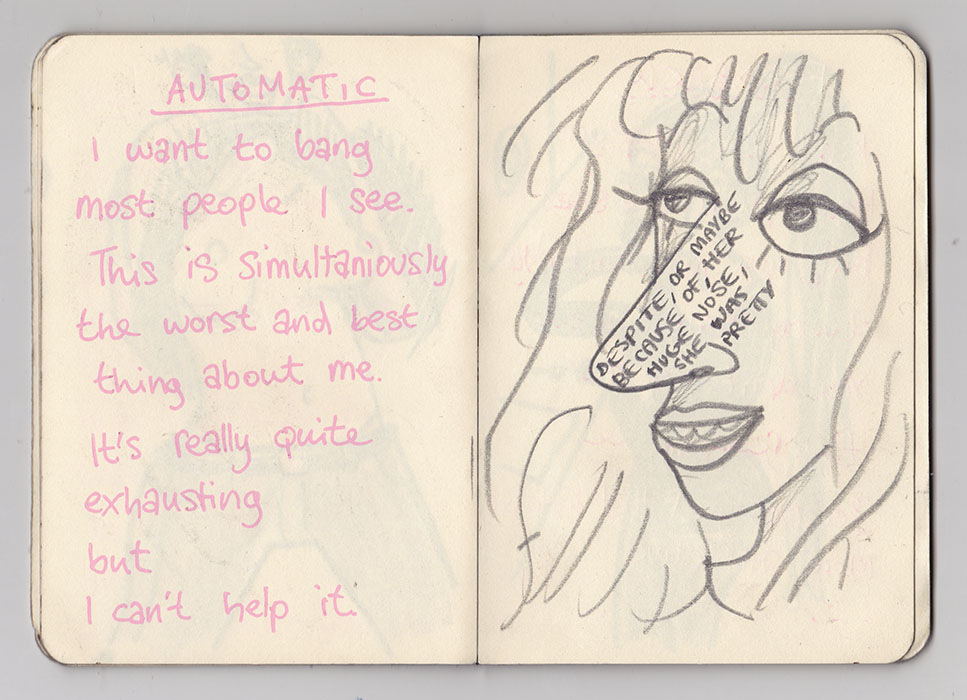 AUTOMATIC
I want to bang
most people I see.
This is simultaniously
the worst and best
thing about me.
It's really quite
exhausting
but
I can't help it.
DESPITE, OR MAYBE
BECAUSE OF, HER
HUGE NOSE,
SHE WAS
PRETTY